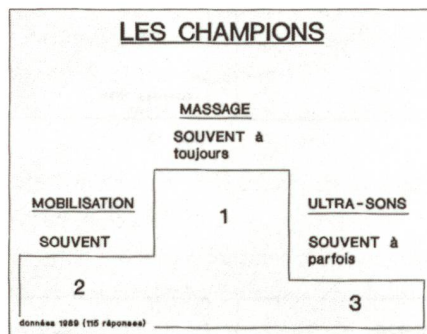 LES CHAMPIONS
MASSAGE
SOUVENT à
toujours
MOBILISATION
SOUVENT
1
ULTRA-SONS
SOUVENT à
parfois
2
3
données 1989 (115 réponses)